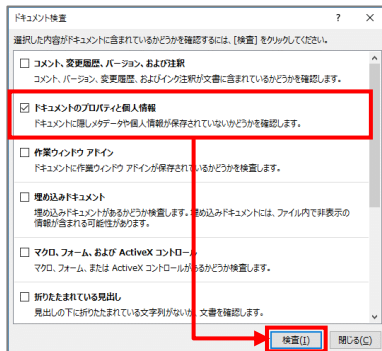 ドキュメント検査
? ×
選択した内容がドキュメントに含まれているかどうかを確認するには、[検査] をクリックしてください。
コメント、変更履歴、バージョン、および注釈
コメント、バージョン、変更履歴、およびインク注釈が文書に含まれているかどうかを確認します。
ドキュメントのプロパティと個人情報
ドキュメントに隠しメタデータや個人情報が保存されていないかどうかを確認します。
作業ウィンドウ アドイン
ドキュメントに作業ウィンドウ アドインが保存されているかどうかを検査します。
埋め込みドキュメント
埋め込みドキュメントがあるかどうか検査します。埋め込みドキュメントには、ファイル内で非表示の
情報が含まれる可能性があります。
マクロ、フォーム、および ActiveX コントロール
マクロ、フォーム、または ActiveX コントロールがあるかどうか検査します。
折りたたまれている見出し
見出しの下に折りたたまれている文字列がないか、文書を確認します。
検査(I) 閉じる(C)